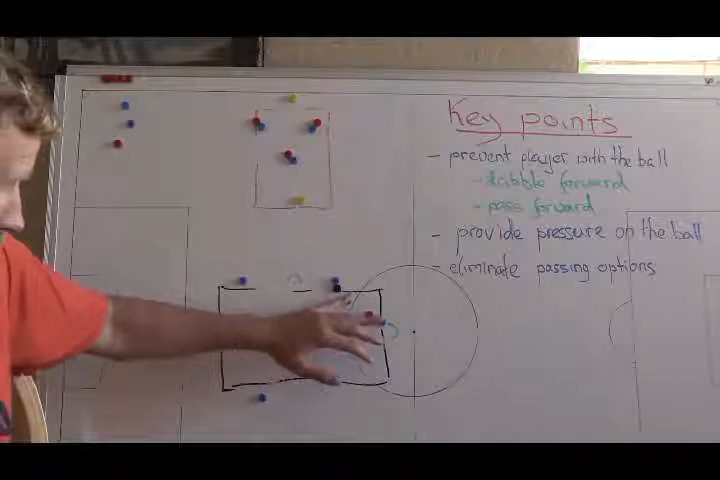 Key points
- prevent player with the ball
- dribble forward
- pass forward
- provide pressure on the ball
- eliminate passing options